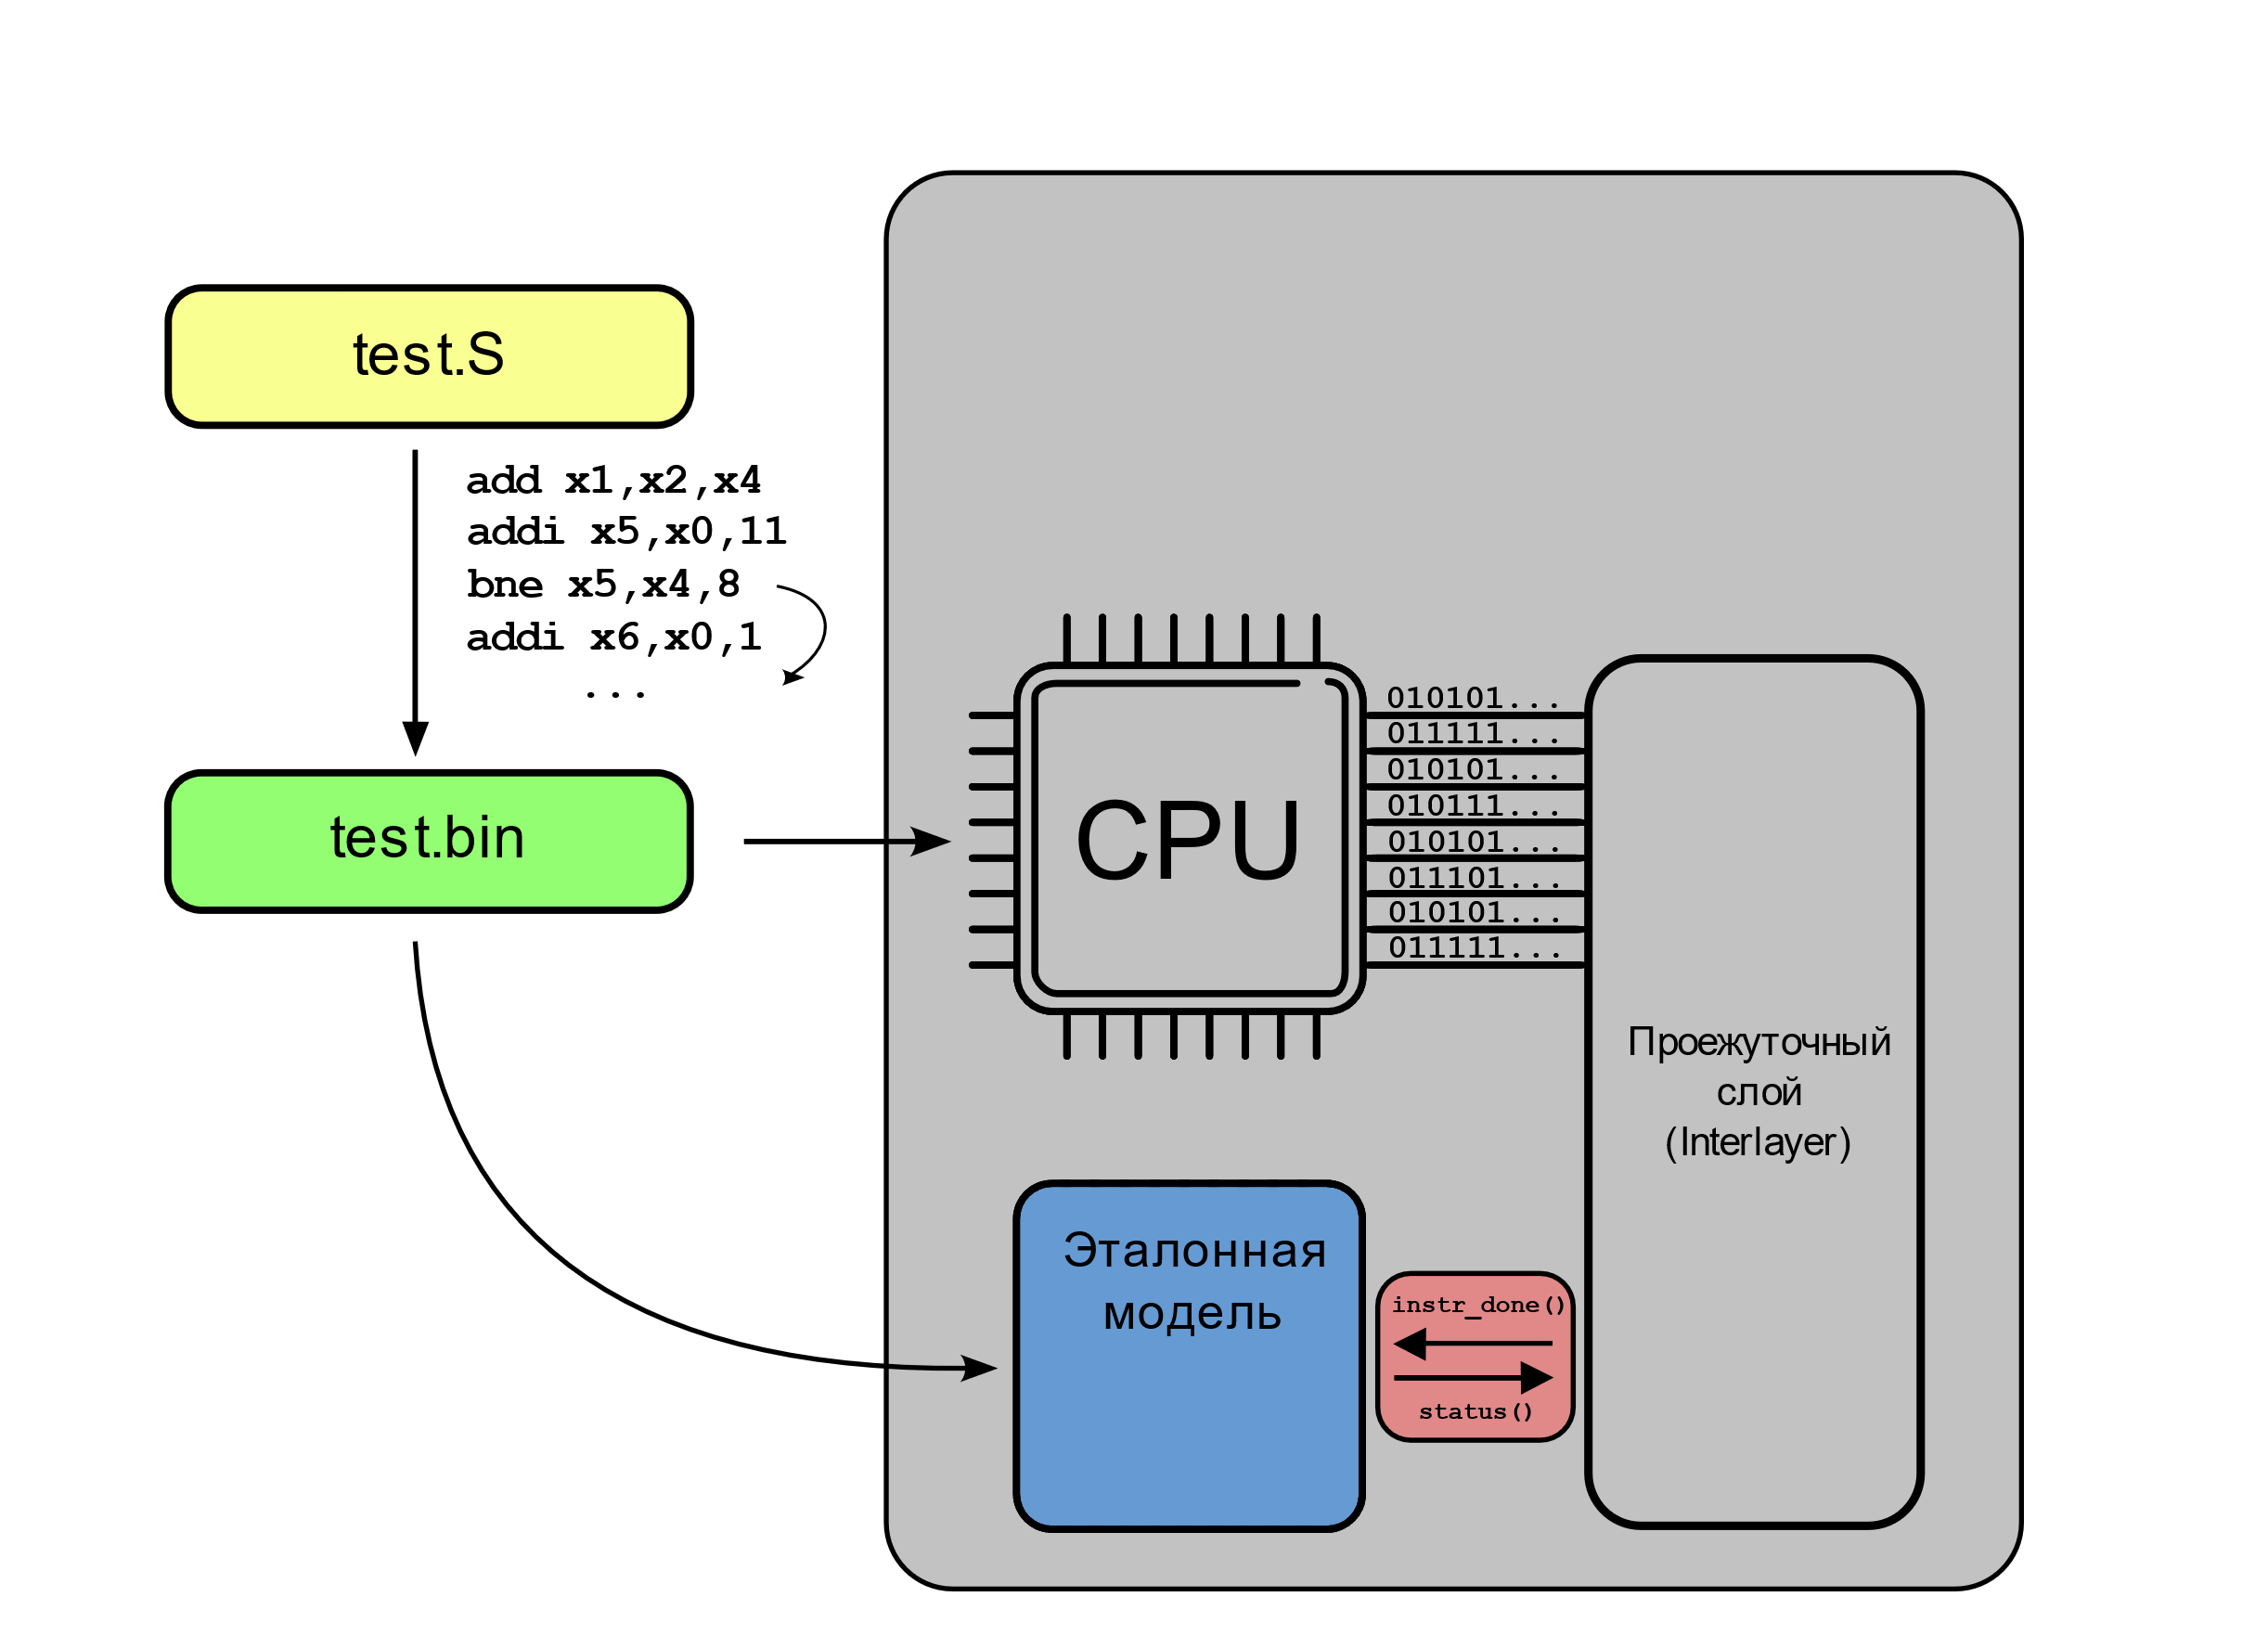 test.S
add x1,x2,x4
addi x5,x0,11
bne x5,x4,8
addi x6,x0,1
...
test.bin
CPU
010101...
011111...
010101...
010111...
010101...
011101...
010101...
011111...
Проежуточный
слой
(Interlayer)
Эталонная
модель
instr_done()
status()